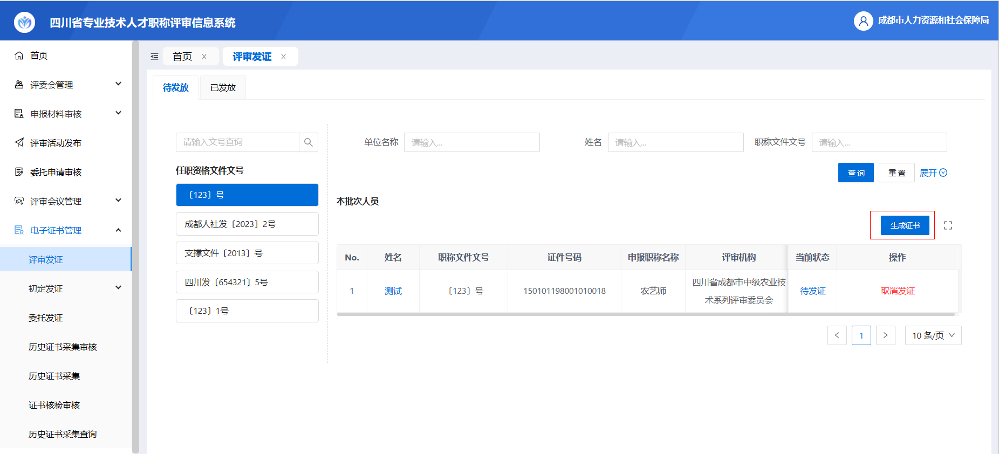 四川省专业技术人才职称评审信息系统
成都市人力资源和社会保障局
首页
评委会管理
申报材料审核
评审活动发布
委托申请审核
评审会议管理
电子证书管理
评审发证
初定发证
委托发证
历史证书采集审核
历史证书采集
证书核验审核
历史证书采集查询
首页 x
评审发证 x
待发放
已发放
请输入文号查询
任职资格文件文号
〔123〕号
成都人社发〔2023〕2号
支撑文件〔2013〕号
四川发〔654321〕5号
〔123〕1号
单位名称 请输入...
姓名 请输入...
职称文件文号 请输入...
查询 重置 展开
本批次人员
生成证书
No. 姓名 职称文件文号 证件号码 申报职称名称 评审机构 当前状态 操作
1 测试 〔123〕号 150101198001010018 农艺师 四川省成都市中级农业技
术系列评审委员会 待发证 取消发证
< 1 > 10 条/页